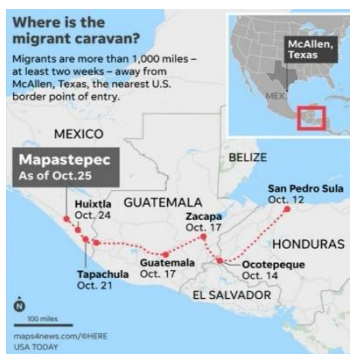 Where is the
migrant caravan?
Migrants are more than 1,000 miles –
at least two weeks – away from
McAllen, Texas, the nearest U.S.
border point of entry.
McAllen,
Texas
MEX.
MEXICO
Mapastepec
As of Oct.25
BELIZE
Huixtla
Oct. 24
GUATEMALA
San Pedro Sula
Oct. 12
Zacapa
Oct. 17
HONDURAS
Tapachula
Oct. 21
Guatemala
Oct. 17
Ocotepeque
Oct. 14
EL SALVADOR
N
100 miles
maps4news.com/©HERE
USA TODAY